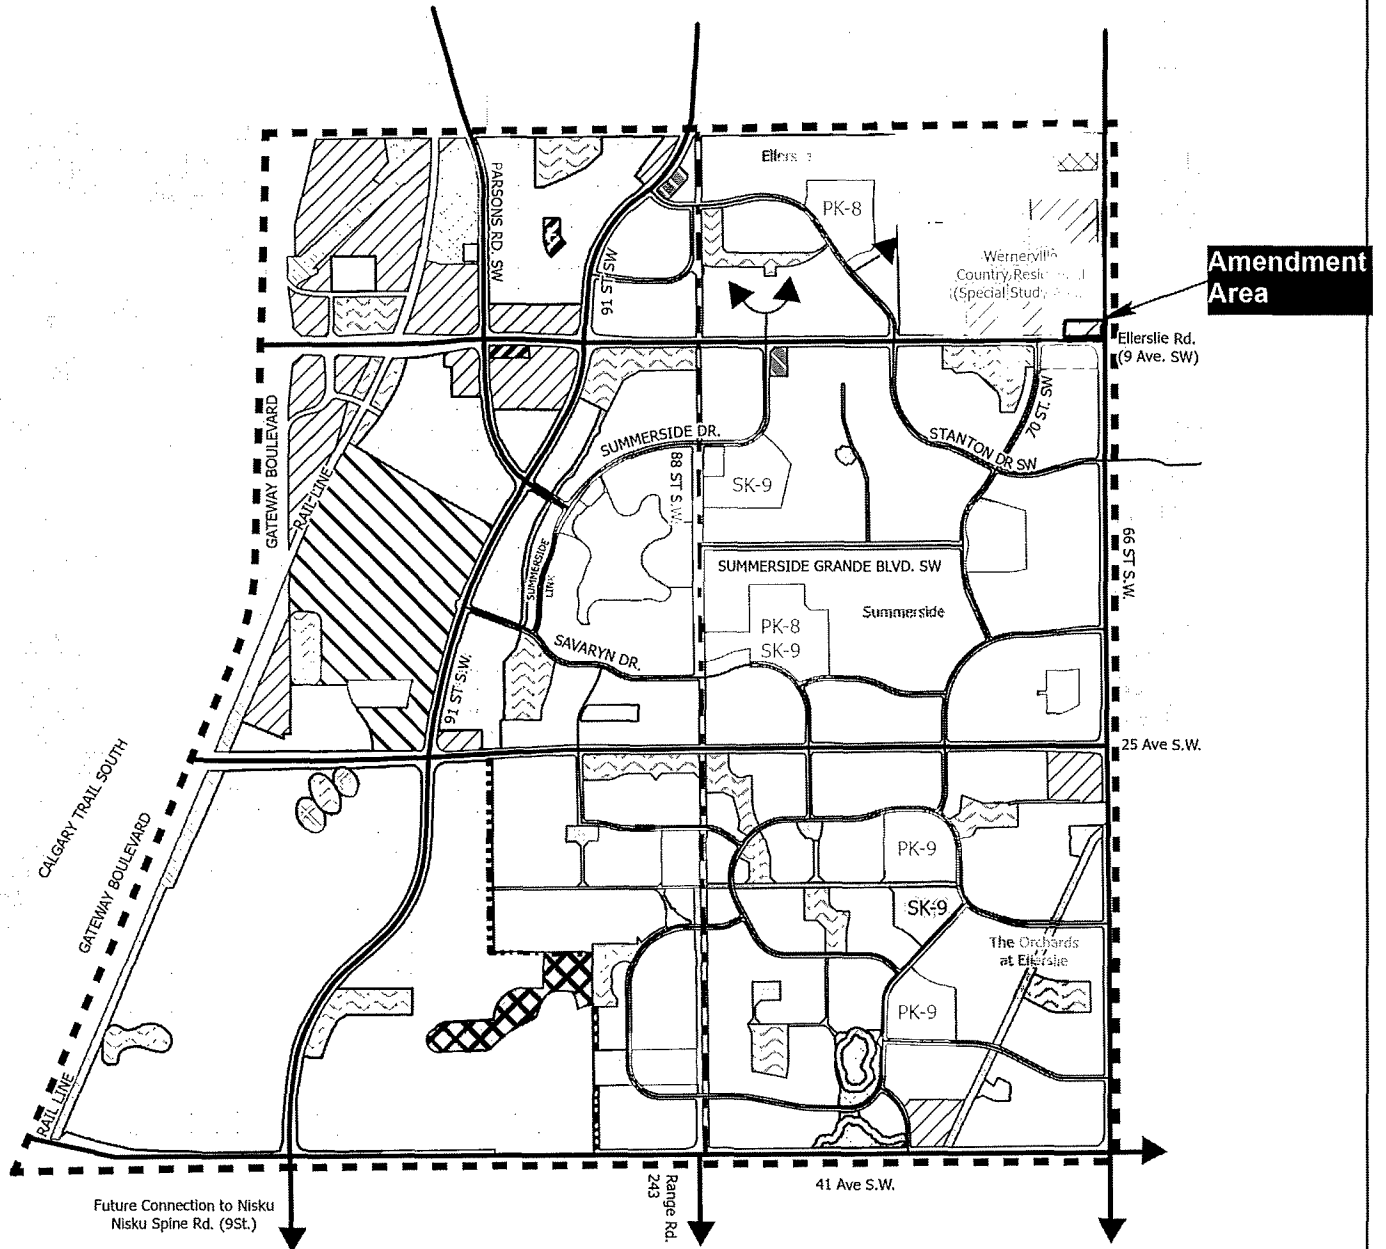 PK-8
PARSONS RD. SW
91 ST SW
Wernerville
Country Residential
(Special Study
Amendment
Area
Ellerslie Rd.
(9 Ave. SW)
GATEWAY BOULEVARD
RAIL LINE
SUMMERSIDE DR.
88 ST S.W.
SK-9
STANTON DR SW
70 ST. SW
66 ST S.W.
SUMMERSIDE
LINK
SUMMERSIDE GRANDE BLVD. SW
Summerside
PK-8
SK-9
SAVARYN DR.
91 ST S.W.
25 Ave S.W.
CALGARY TRAIL SOUTH
GATEWAY BOULEVARD
PK-9
SK-9
The Orchards
at Ellerslie
PK-9
RAIL LINE
Future Connection to Nisku
Nisku Spine Rd. (9St.)
Range Rd.
243
41 Ave S.W.